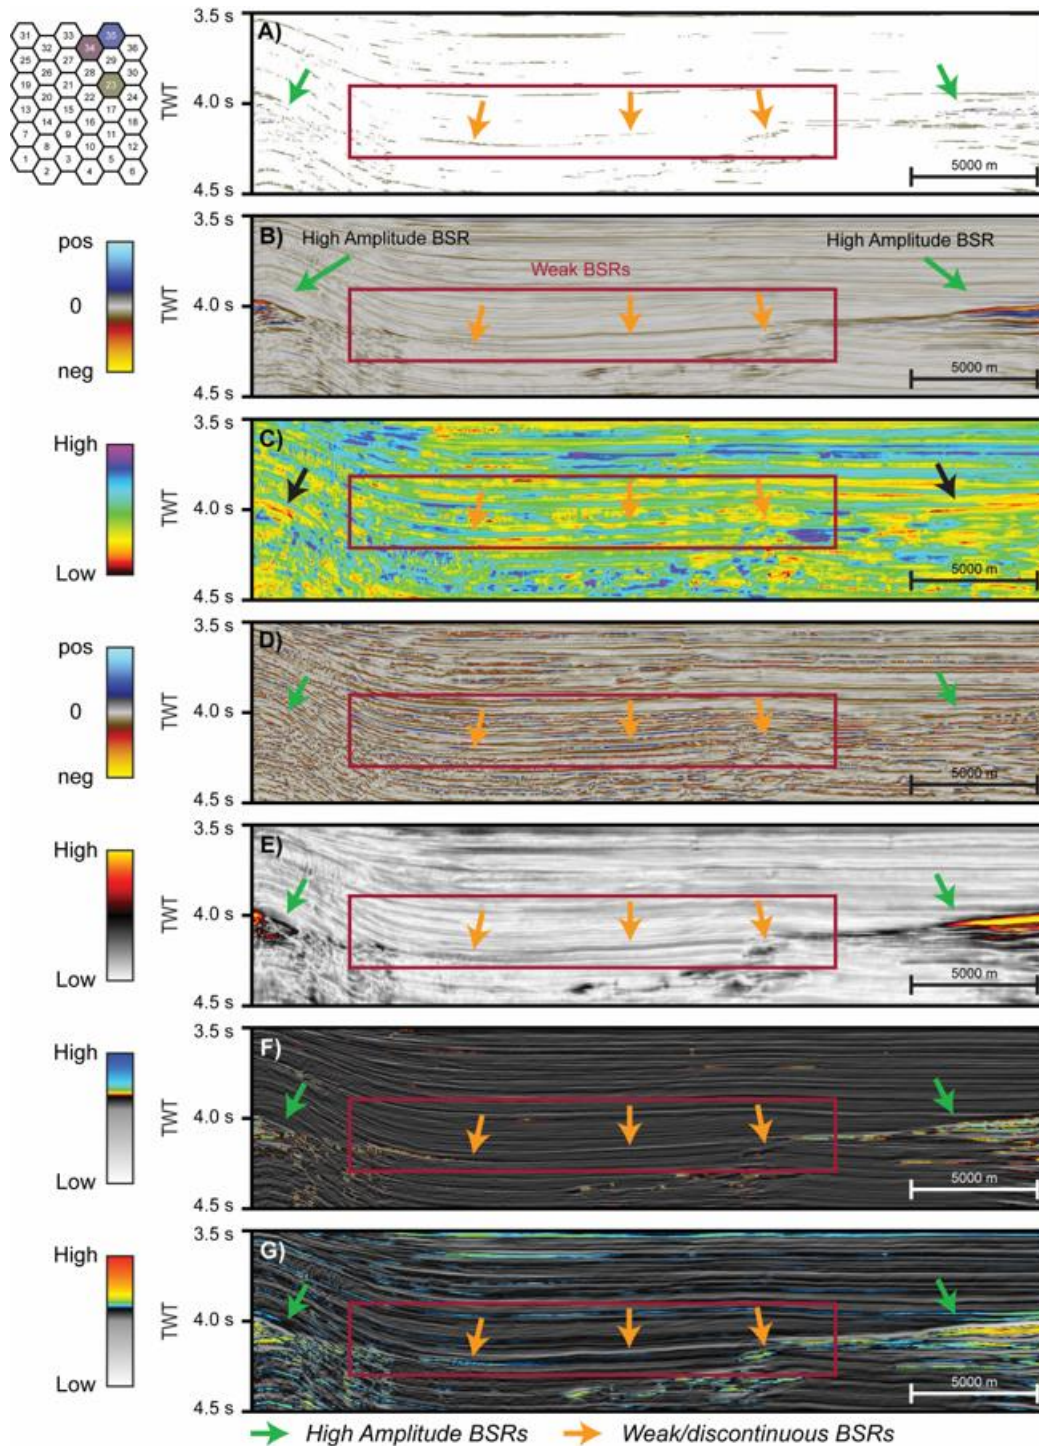 31 33 35
32 34 36
25 27 29
26 28 30
19 21 23
20 22 24
13 15 17
14 16 18
7 9 11
8 10 12
1 3 5
2 4 6
A)
3.5 s
4.0 s
4.5 s
TWT
5000 m
B)
3.5 s
4.0 s
4.5 s
TWT
pos
0
neg
High Amplitude BSR
Weak BSRs
High Amplitude BSR
5000 m
C)
3.5 s
4.0 s
4.5 s
TWT
High
Low
5000 m
D)
3.5 s
4.0 s
4.5 s
TWT
pos
0
neg
5000 m
E)
3.5 s
4.0 s
4.5 s
TWT
High
Low
5000 m
F)
3.5 s
4.0 s
4.5 s
TWT
High
Low
5000 m
G)
3.5 s
4.0 s
4.5 s
TWT
High
Low
5000 m
High Amplitude BSRs
Weak/discontinuous BSRs